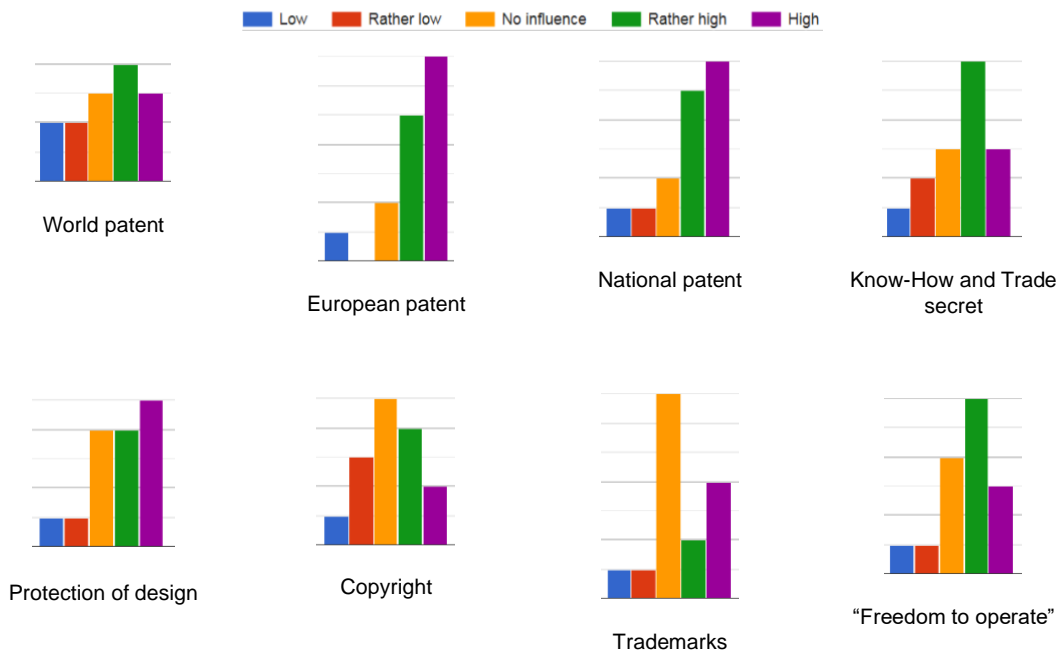 Low Rather low No influence Rather high High
World patent
European patent
National patent
Know-How and Trade
secret
Protection of design
Copyright
Trademarks
“Freedom to operate”